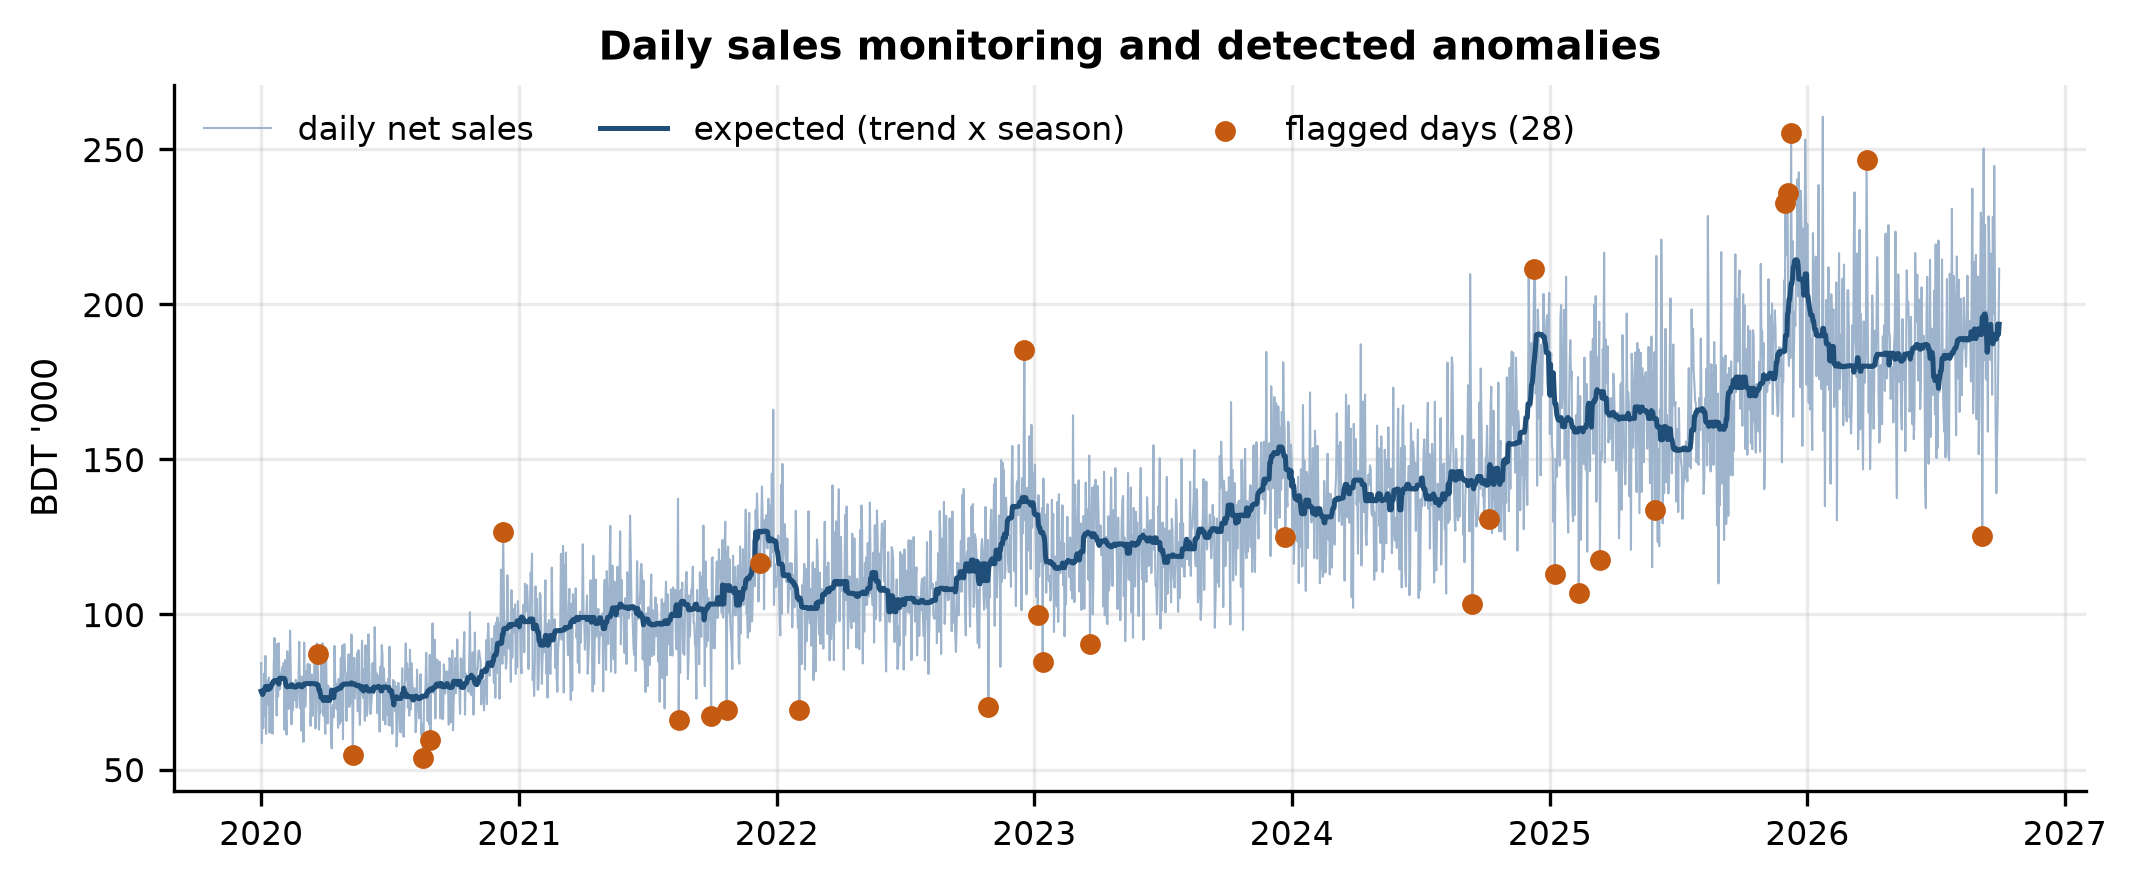 Daily sales monitoring and detected anomalies
daily net sales
expected (trend x season)
flagged days (28)
BDT '000
250
200
150
100
50
2020
2021
2022
2023
2024
2025
2026
2027